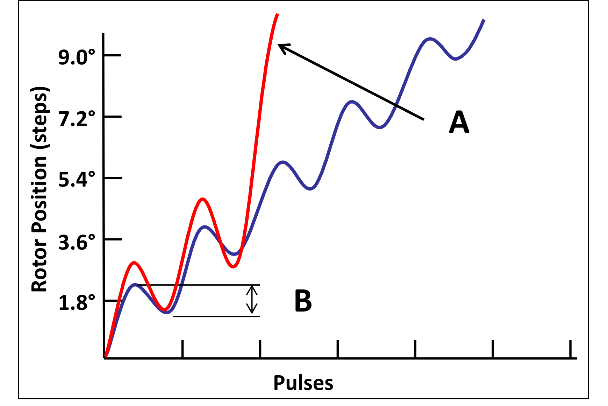 9.0°
7.2°
5.4°
3.6°
1.8°
Rotor Position (steps)
A
B
Pulses